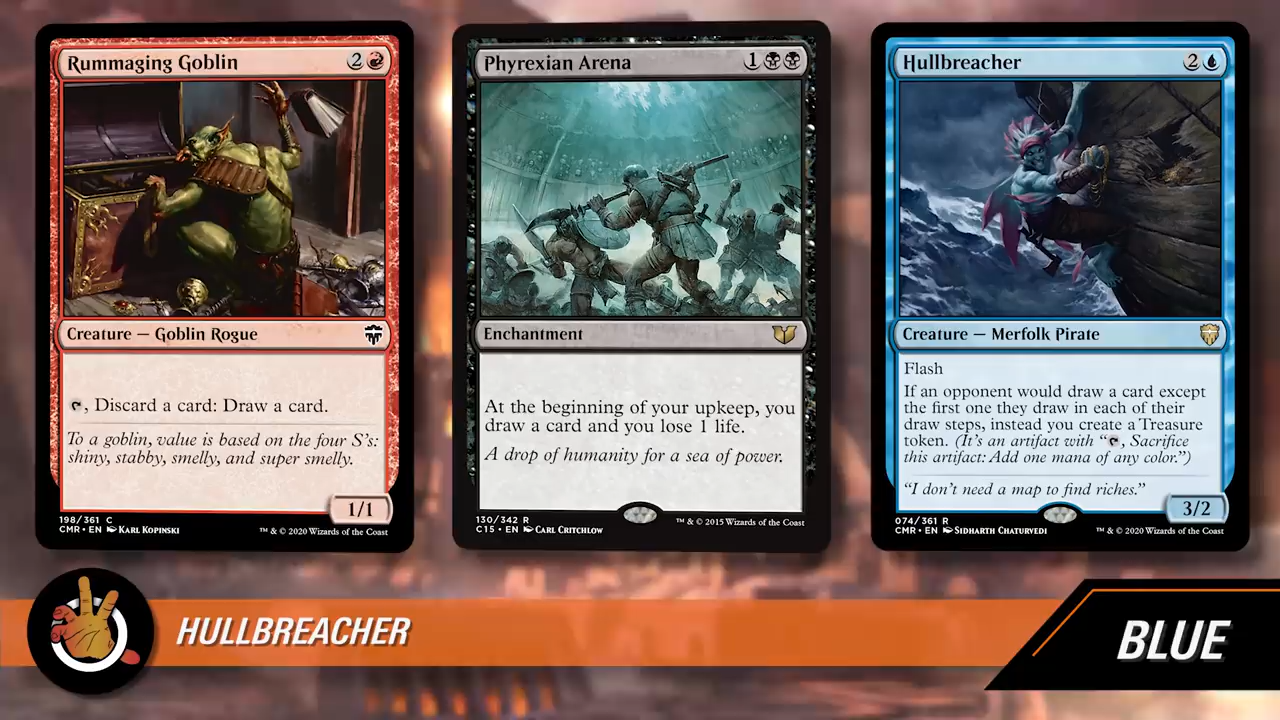 Rummaging Goblin 2
Creature — Goblin Rogue
, Discard a card: Draw a card.
To a goblin, value is based on the four S's:
shiny, stabby, smelly, and super smelly.
1/1
198/361 C
CMR • EN KARL KOPINSKI
™ & © 2020 Wizards of the Coast
Phyrexian Arena 1
Enchantment
At the beginning of your upkeep, you
draw a card and you lose 1 life.
A drop of humanity for a sea of power.
130/342 R
C15 • EN CARL CRITCHLOW
™ & © 2015 Wizards of the Coast
Hullbreacher 2
Creature — Merfolk Pirate
Flash
If an opponent would draw a card except
the first one they draw in each of their
draw steps, instead you create a Treasure
token. (It's an artifact with “, Sacrifice
this artifact: Add one mana of any color.”)
“I don't need a map to find riches.”
3/2
074/361 R
CMR • EN SIDHARTH CHATURVEDI
™ & © 2020 Wizards of the Coast
HULLBREACHER
BLUE